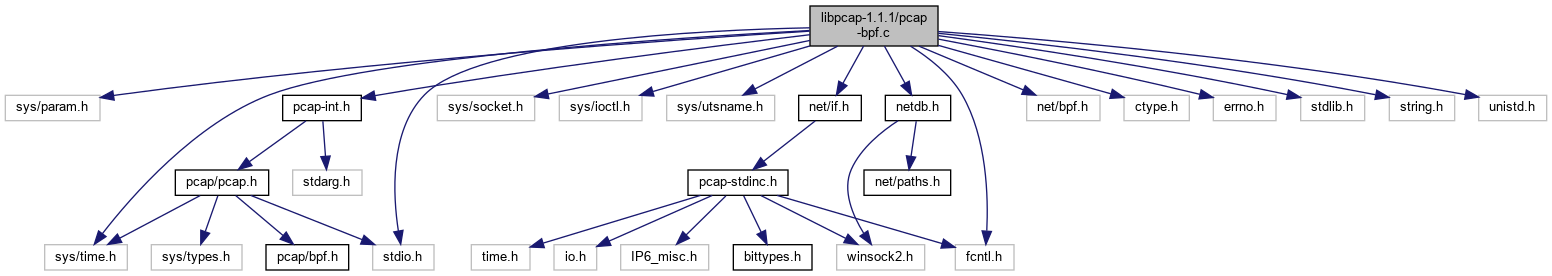 libpcap-1.1.1/pcap
-bpf.c
sys/param.h
pcap-int.h
sys/socket.h
sys/ioctl.h
sys/utsname.h
net/if.h
netdb.h
net/bpf.h
ctype.h
errno.h
stdlib.h
string.h
unistd.h
pcap/pcap.h
stdarg.h
pcap-stdinc.h
net/paths.h
sys/time.h
sys/types.h
pcap/bpf.h
stdio.h
time.h
io.h
IP6_misc.h
bittypes.h
winsock2.h
fcntl.h